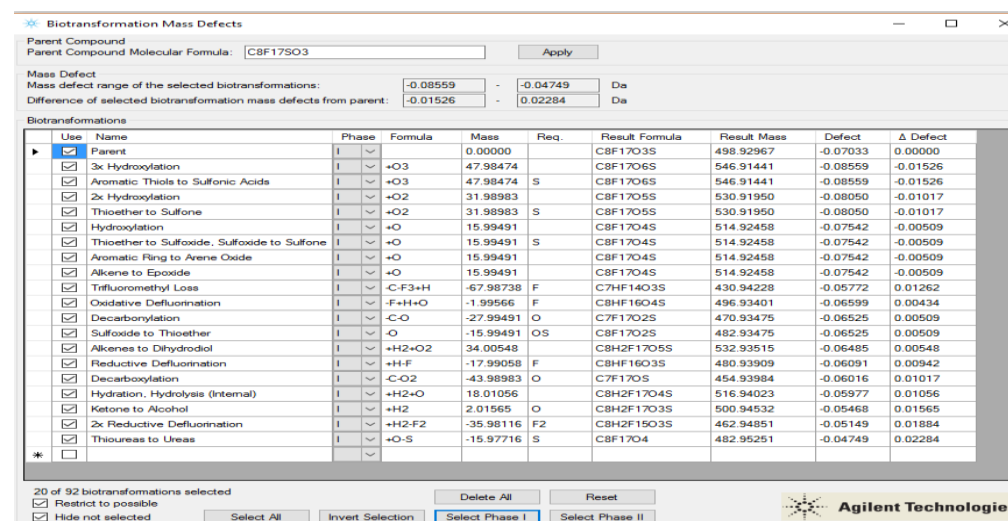 Biotransformation Mass Defects
Parent Compound
Parent Compound Molecular Formula: C8F17SO3 Apply
Mass Defect
Mass defect range of the selected biotransformations: -0.08559 - -0.04749 Da
Difference of selected biotransformation mass defects from parent: -0.01526 - 0.02284 Da
Biotransformations
Use Name Phase Formula Mass Req. Result Formula Result Mass Defect Δ Defect
Parent I 0.00000 C8F17O3S 498.92967 -0.07033 0.00000
3x Hydroxylation I +O3 47.98474 C8F17O6S 546.91441 -0.08559 -0.01526
Aromatic Thiols to Sulfonic Acids I +O3 47.98474 S C8F17O6S 546.91441 -0.08559 -0.01526
2x Hydroxylation I +O2 31.98983 C8F17O5S 530.91950 -0.08050 -0.01017
Thioether to Sulfone I +O2 31.98983 S C8F17O5S 530.91950 -0.08050 -0.01017
Hydroxylation I +O 15.99491 C8F17O4S 514.92458 -0.07542 -0.00509
Thioether to Sulfoxide, Sulfoxide to Sulfone I +O 15.99491 S C8F17O4S 514.92458 -0.07542 -0.00509
Aromatic Ring to Arene Oxide I +O 15.99491 C8F17O4S 514.92458 -0.07542 -0.00509
Alkene to Epoxide I +O 15.99491 C8F17O4S 514.92458 -0.07542 -0.00509
Trifluromethyl Loss I -C-F3+H -67.98738 F C7HF14O3S 430.94228 -0.05772 0.01262
Oxidative Defluorination I -F+H+O -1.99566 F C8HF16O4S 496.93401 -0.06599 0.00434
Decarbonylation I -C-O -27.99491 O C7F17O2S 470.93475 -0.06525 0.00509
Sulfoxide to Thioether I -O -15.99491 OS C8F17O2S 482.93475 -0.06525 0.00509
Alkenes to Dihydrodiol I +H2+O2 34.00548 C8H2F17O5S 532.93515 -0.06485 0.00548
Reductive Defluorination I +H-F -17.99058 F C8HF16O3S 480.93909 -0.06091 0.00942
Decarboxylation I -C-O2 -43.98983 O C7F17OS 454.93984 -0.06016 0.01017
Hydration, Hydrolysis (Internal) I +H2+O 18.01056 C8H2F17O4S 516.94023 -0.05977 0.01056
Ketone to Alcohol I +H2 2.01565 O C8H2F17O3S 500.94532 -0.05468 0.01565
2x Reductive Defluorination I +H2-F2 -35.98116 F2 C8H2F15O3S 462.94851 -0.05149 0.01884
Thioureas to Ureas I +O-S -15.97716 S C8F17O4 482.95251 -0.04749 0.02284
20 of 92 biotransformations selected
Delete All Reset
Restrict to possible
Hide not selected Select All Invert Selection Select Phase I Select Phase II
Agilent Technologie